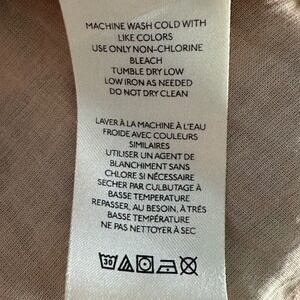 MACHINE WASH COLD WITH
LIKE COLORS
USE ONLY NON-CHLORINE
BLEACH
TUMBLE DRY LOW
LOW IRON AS NEEDED
DO NOT DRY CLEAN
LAVER À LA MACHINE À L'EAU
FROIDE AVEC COULEURS
SIMILAIRES
UTILISER UN AGENT DE
BLANCHIMENT SANS
CHLORE SI NÉCESSAIRE
SECHER PAR CULBUTAGE À
BASSE TEMPERATURE
REPASSER, AU BESOIN, À TRÉS
BASSE TEMPÉRATURE
NE PAS NETTOYER À SEC
30